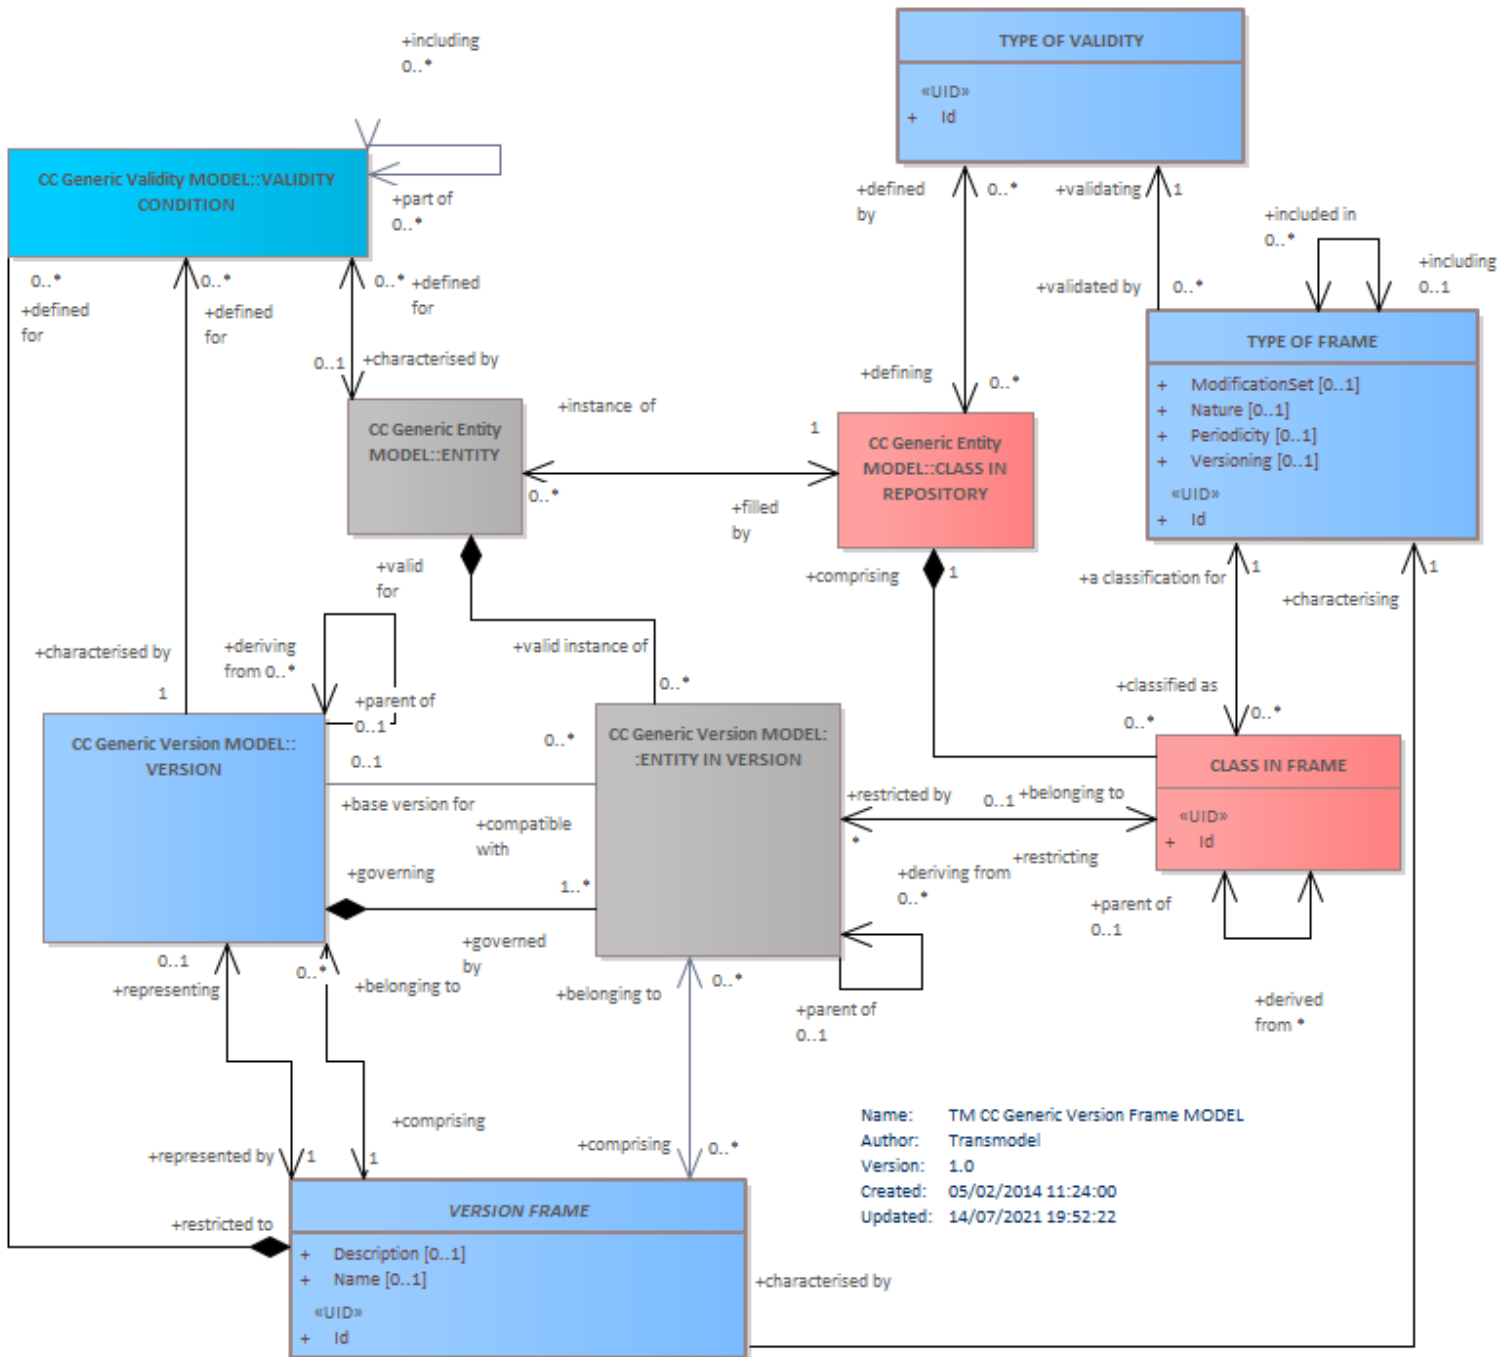 +including
0..*
TYPE OF VALIDITY
«UID»
+ Id
CC Generic Validity MODEL::VALIDITY
CONDITION
+part of
0..*
+defined
by
0..*
+validating
1
+included in
0..*
+including
0..1
0..*
+defined
for
0..*
+defined
for
0..*
+defined
for
+validated by
0..*
TYPE OF FRAME
+ ModificationSet [0..1]
+ Nature [0..1]
+ Periodicity [0..1]
+ Versioning [0..1]
«UID»
+ Id
0..1
+characterised by
+defining
0..*
CC Generic Entity
MODEL::ENTITY
+instance of
1
0..*
+filled
by
CC Generic Entity
MODEL::CLASS IN
REPOSITORY
+valid
for
+comprising
1
+a classification for
1
+characterising
1
+characterised by
1
+deriving
from 0..*
+parent of
0..1
+valid instance of
0..*
+classified as
0..*
0..*
CC Generic Version MODEL::
VERSION
0..1
0..*
+base version for
+compatible
with
CC Generic Version MODEL:
:ENTITY IN VERSION
CLASS IN FRAME
«UID»
+ Id
+restricted by
0..1
+belonging to
*
+restricting
+governing
1..*
+governed
by
+deriving from
0..*
+parent of
0..1
+parent of
0..1
+derived
from *
0..1
+representing
0..*
+belonging to
+belonging to
0..*
+comprising
+represented by
1
1
+comprising
0..*
Name: TM CC Generic Version Frame MODEL
Author: Transmodel
Version: 1.0
Created: 05/02/2014 11:24:00
Updated: 14/07/2021 19:52:22
+restricted to
VERSION FRAME
+ Description [0..1]
+ Name [0..1]
«UID»
+ Id
+characterised by